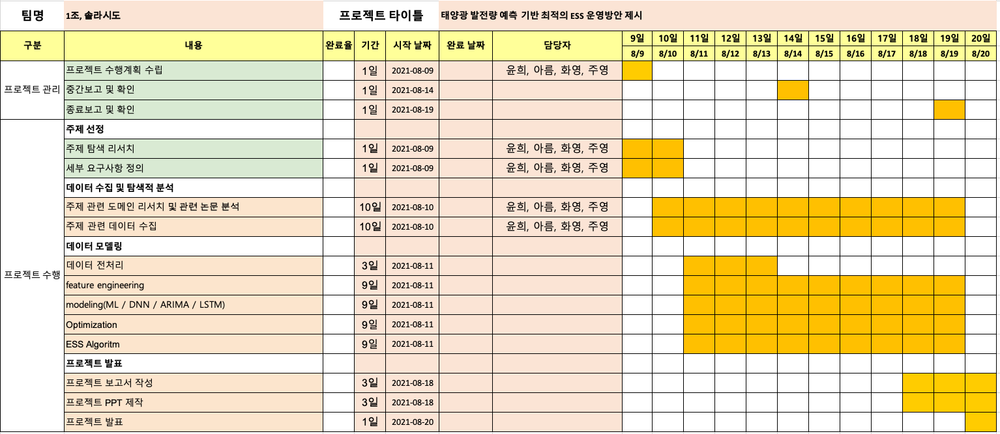 팀명 1조, 솔라시도 프로젝트 타이틀 태양광 발전량 예측 기반 최적의 ESS 운영방안 제시
구분 내용 완료율 기간 시작 날짜 완료 날짜 담당자 9일 10일 11일 12일 13일 14일 15일 16일 17일 18일 19일 20일
8/9 8/10 8/11 8/12 8/13 8/14 8/15 8/16 8/17 8/18 8/19 8/20
프로젝트 관리
프로젝트 수행계획 수립 1일 2021-08-09 윤희, 아름, 화영, 주영
중간보고 및 확인 1일 2021-08-14
종료보고 및 확인 1일 2021-08-19
프로젝트 수행
주제 선정
주제 탐색 리서치 1일 2021-08-09 윤희, 아름, 화영, 주영
세부 요구사항 정의 1일 2021-08-09 윤희, 아름, 화영, 주영
데이터 수집 및 탐색적 분석
주제 관련 도메인 리서치 및 관련 논문 분석 10일 2021-08-10 윤희, 아름, 화영, 주영
주제 관련 데이터 수집 10일 2021-08-10 윤희, 아름, 화영, 주영
데이터 모델링
데이터 전처리 3일 2021-08-11
feature engineering 9일 2021-08-11
modeling(ML / DNN / ARIMA / LSTM) 9일 2021-08-11
Optimization 9일 2021-08-11
ESS Algoritm 9일 2021-08-11
프로젝트 발표
프로젝트 보고서 작성 3일 2021-08-18
프로젝트 PPT 제작 3일 2021-08-18
프로젝트 발표 1일 2021-08-20